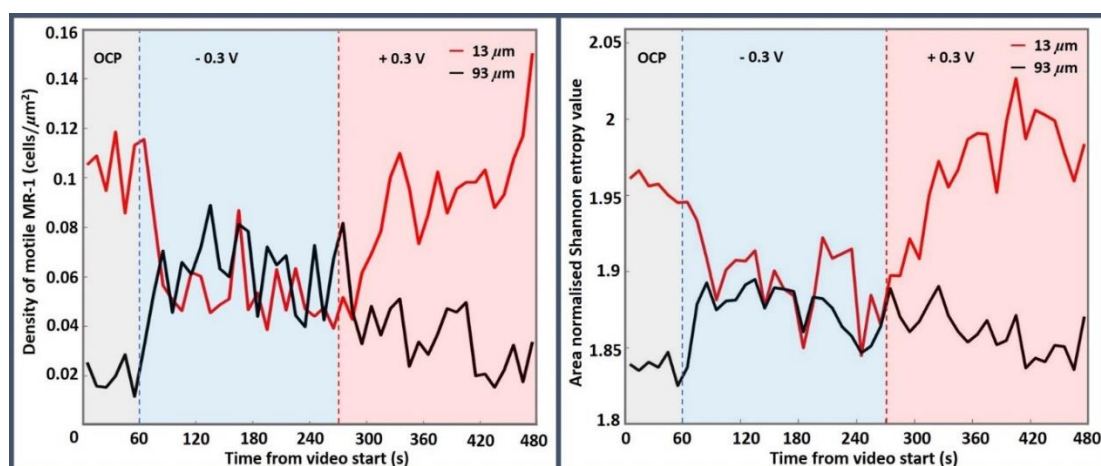 0.16
0.14
0.12
0.1
0.08
0.06
0.04
0.02
0
Density of motile MR-1 (cells/μm²)
OCP
- 0.3 V
+ 0.3 V
13 μm
93 μm
60
120
180
240
300
360
420
480
Time from video start (s)
2.05
2
1.95
1.9
1.85
1.8
Area normalised Shannon entropy value
OCP
- 0.3 V
+ 0.3 V
13 μm
93 μm
0
60
120
180
240
300
360
420
480
Time from video start (s)